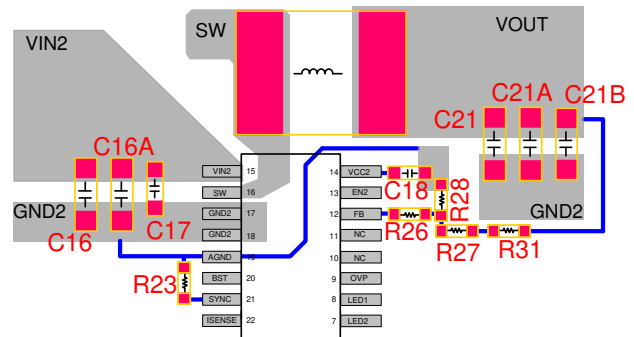 VIN2
SW
VOUT
C21
C21A
C21B
C16A
C16
C17
GND2
GND2
C18
R28
R26
R27
R31
R23
VIN2 15
SW 16
GND2 17
GND2 18
AGND 19
BST 20
SYNC 21
ISENSE 22
14 VCC2
13 EN2
12 FB
11 NC
10 NC
9 OVP
8 LED1
7 LED2